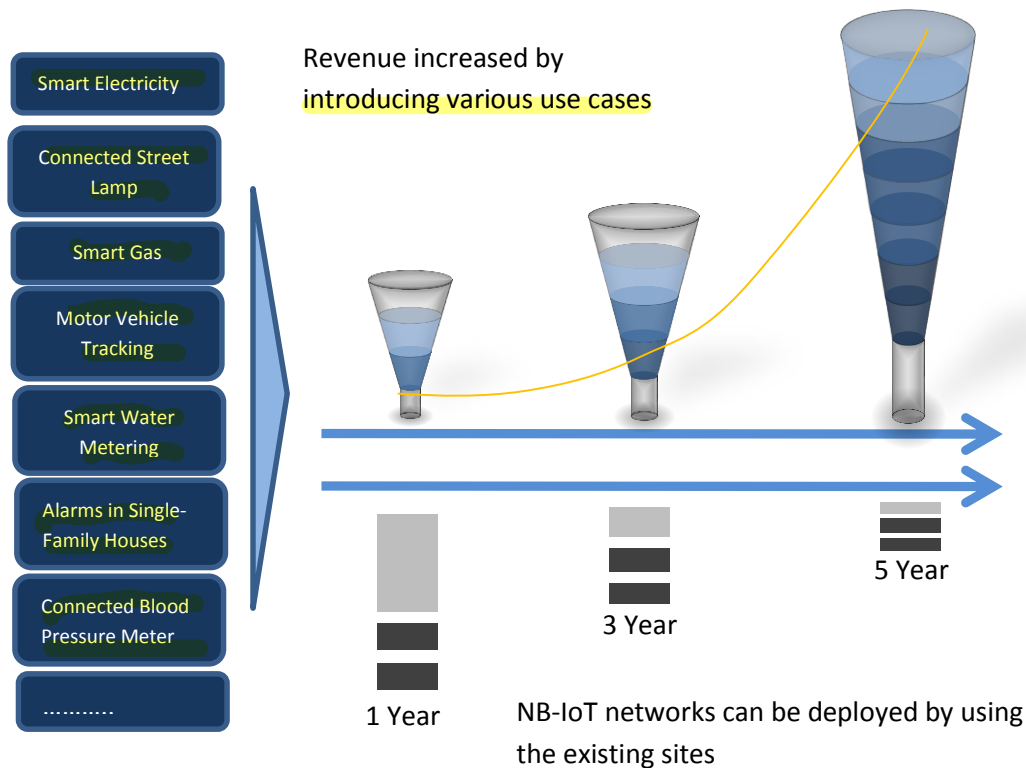 Smart Electricity
Connected Street
Lamp
Smart Gas
Motor Vehicle
Tracking
Smart Water
Metering
Alarms in Single-
Family Houses
Connected Blood
Pressure Meter
………..
Revenue increased by
introducing various use cases
1 Year
3 Year
5 Year
NB-IoT networks can be deployed by using
the existing sites